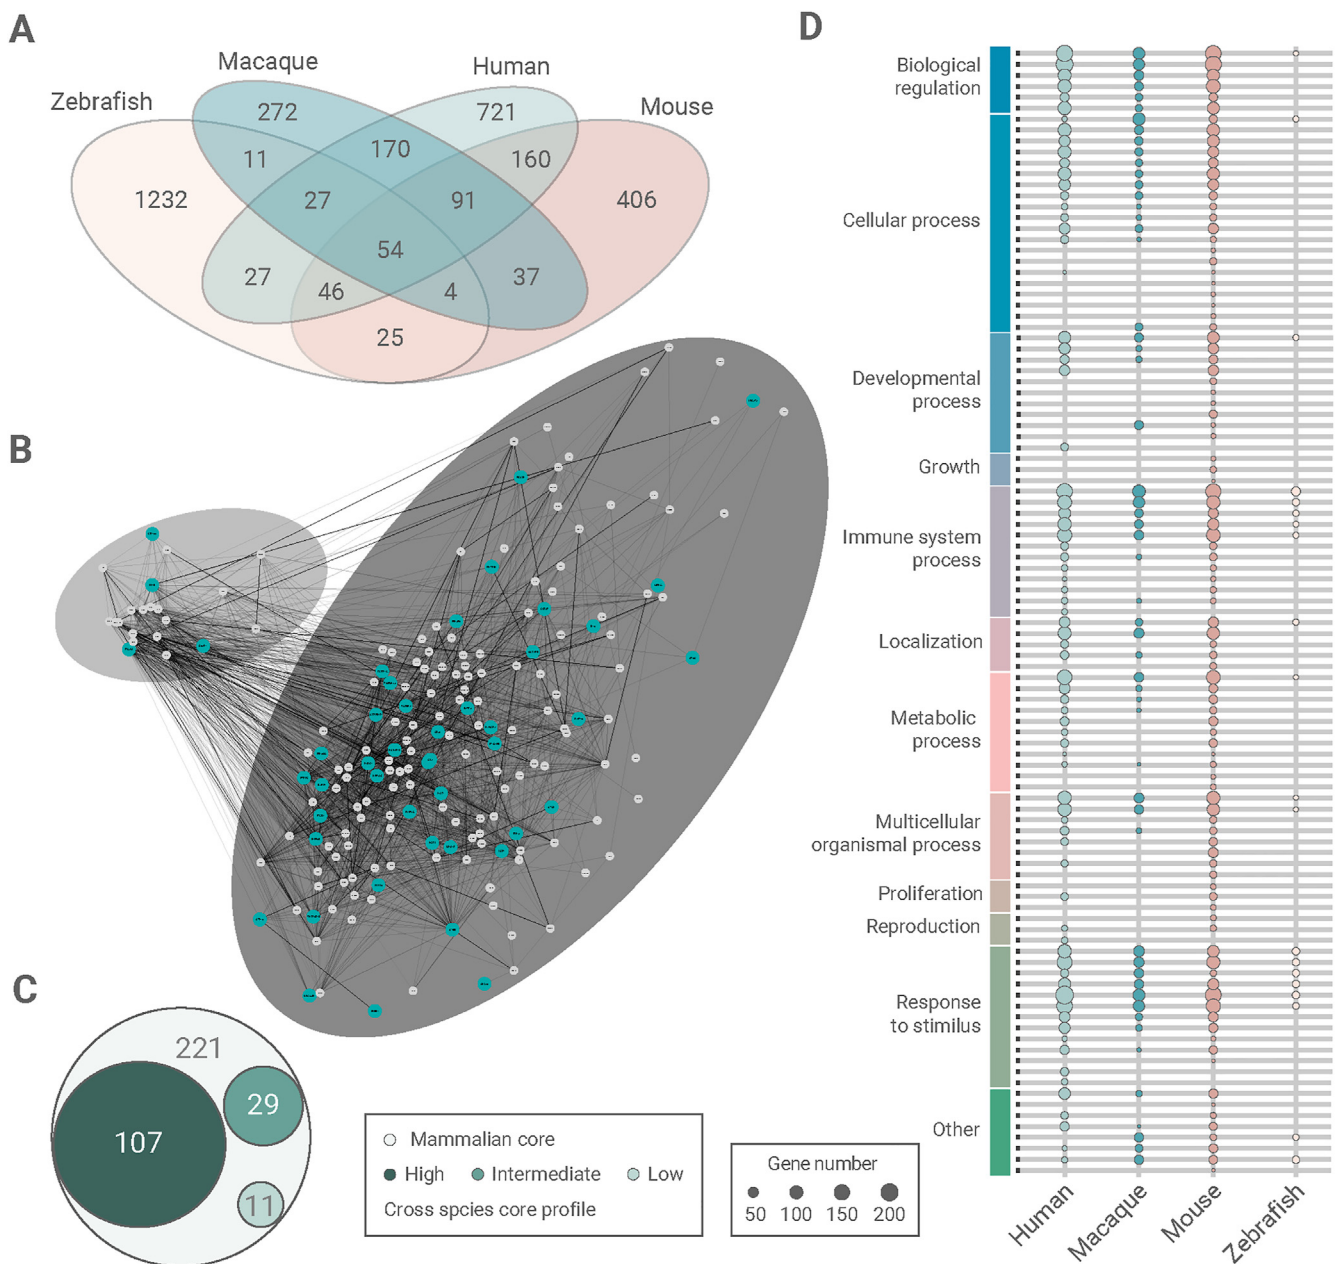 A
Zebrafish
Macaque
Human
Mouse
272
721
11
170
160
1232
27
91
406
54
27
46
4
37
25
B
C
221
107
29
11
Mammalian core
High
Intermediate
Low
Cross spcies core profile
Gene number
50 100 150 200
D
Biological
regulation
Cellular process
Developmental
process
Growth
Immune system
process
Localization
Metabolic
process
Multicellular
organismal process
Proliferation
Reproduction
Response
to stimilus
Other
Human
Macaque
Mouse
Zebrafish